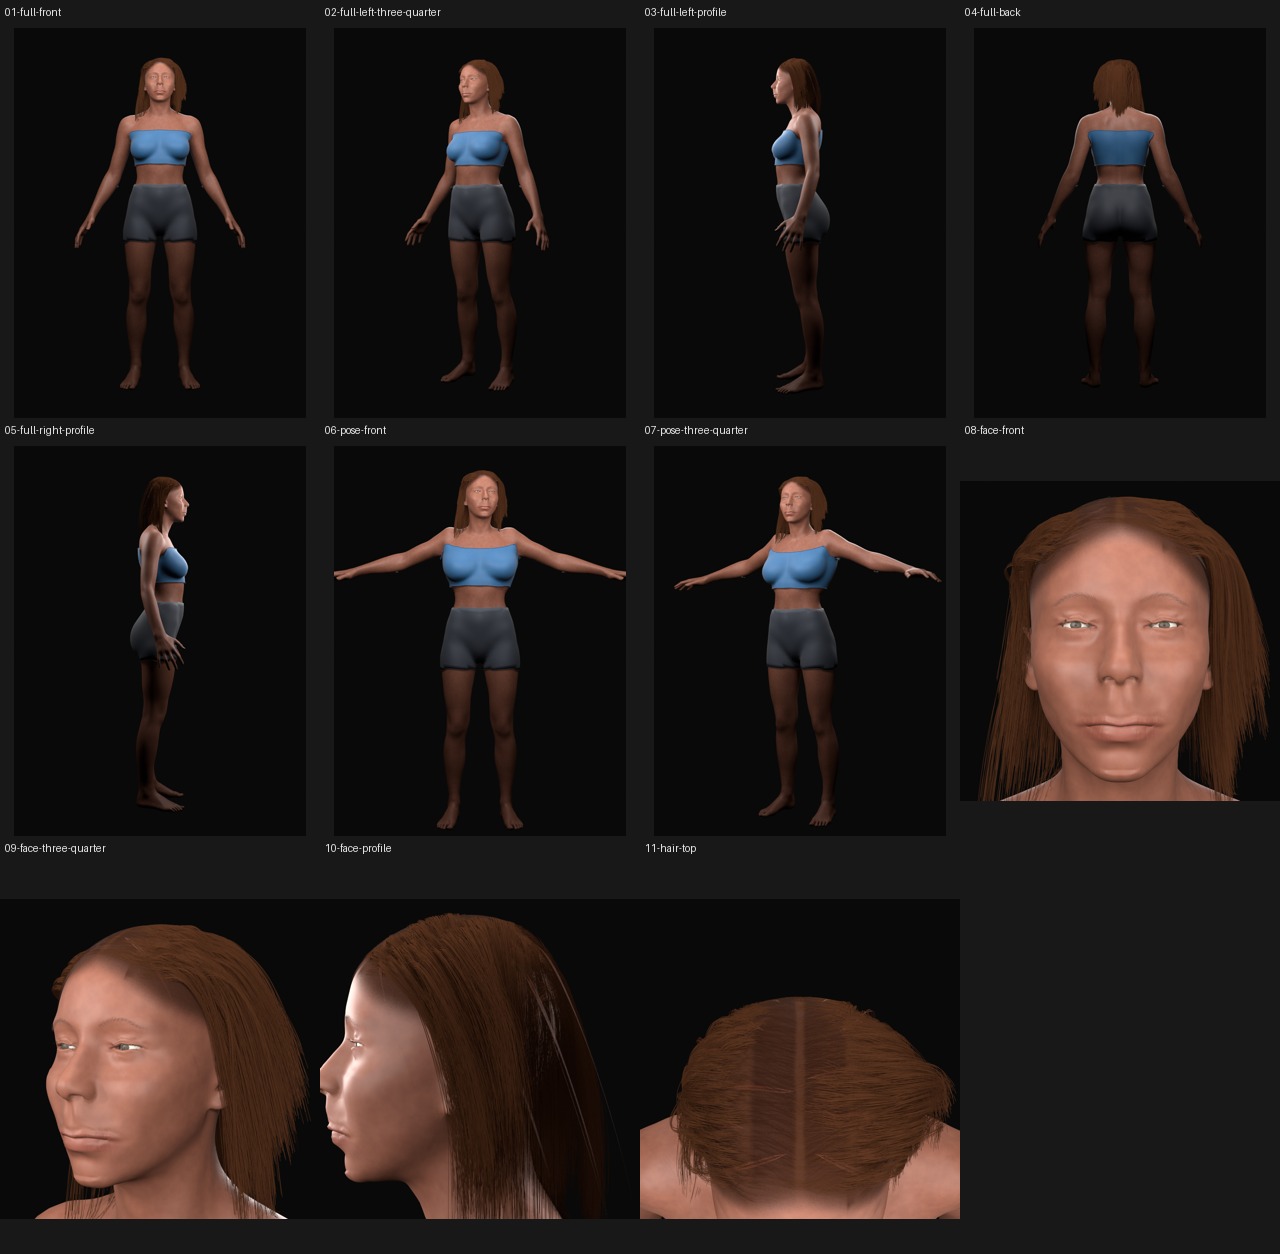 01-full-front
02-full-left-three-quarter
03-full-left-profile
04-full-back
05-full-right-profile
06-pose-front
07-pose-three-quarter
08-face-front
09-face-three-quarter
10-face-profile
11-hair-top